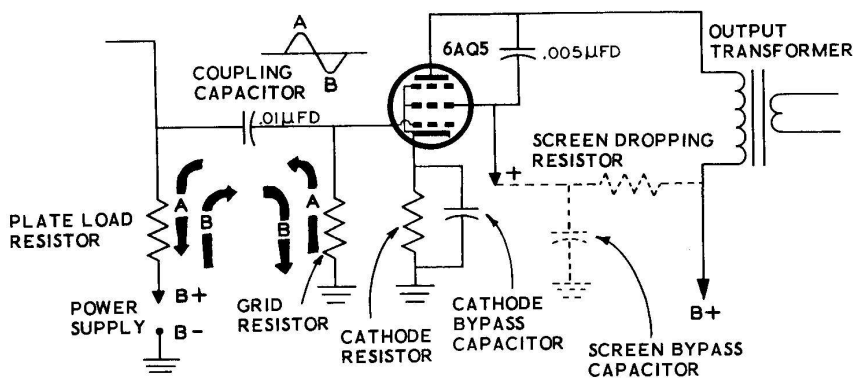 A
B
COUPLING
CAPACITOR
.01µFD
6AQ5
.005µFD
OUTPUT
TRANSFORMER
SCREEN DROPPING
RESISTOR
+
PLATE LOAD
RESISTOR
A
B
B
A
POWER
SUPPLY
B+
B-
GRID
RESISTOR
CATHODE
RESISTOR
CATHODE
BYPASS
CAPACITOR
SCREEN BYPASS
CAPACITOR
B+